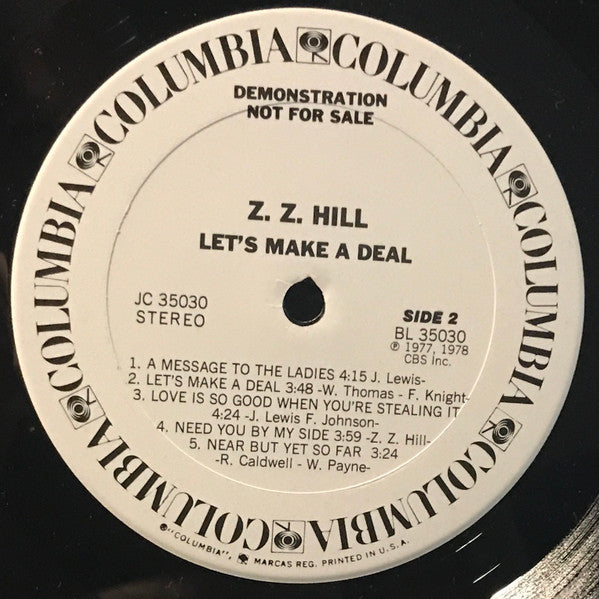 COLUMBIA COLUMBIA COLUMBIA COLUMBIA COLUMBIA COLUMBIA
DEMONSTRATION
NOT FOR SALE
Z. Z. HILL
LET'S MAKE A DEAL
JC 35030
STEREO
SIDE 2
BL 35030
℗ 1977, 1978
CBS Inc.
1. A MESSAGE TO THE LADIES 4:15 J. Lewis-
2. LET'S MAKE A DEAL 3:48 -W. Thomas - F. Knight-
3. LOVE IS SO GOOD WHEN YOU'RE STEALING IT
4:24 -J. Lewis F. Johnson-
4. NEED YOU BY MY SIDE 3:59 -Z. Z. Hill-
5. NEAR BUT YET SO FAR 3:24
-R. Caldwell - W. Payne-
®"COLUMBIA", MARCAS REG. PRINTED IN U.S.A.